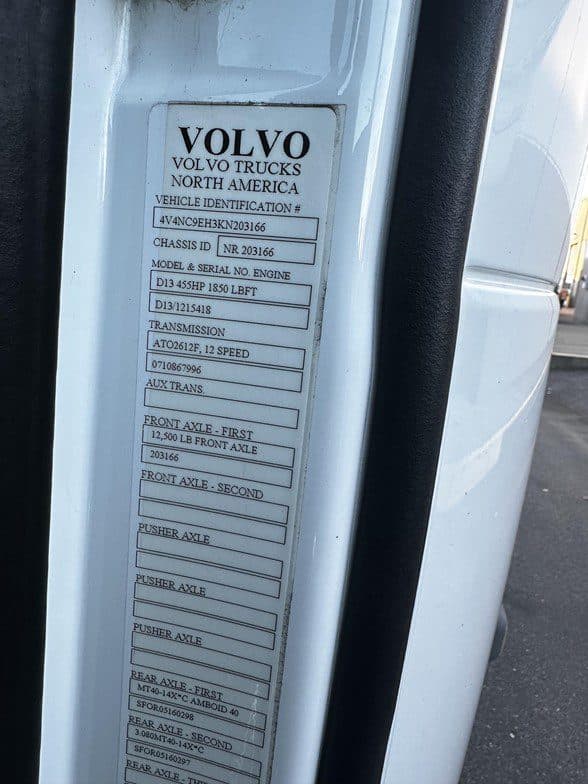 VOLVO
VOLVO TRUCKS
NORTH AMERICA
VEHICLE IDENTIFICATION #
4V4NC9EH3KN203166
CHASSIS ID NR 203166
MODEL & SERIAL NO. ENGINE
D13 455HP 1850 LBFT
D13/1215418
TRANSMISSION
ATO2612F, 12 SPEED
0710867996
AUX TRANS.
FRONT AXLE - FIRST
12,500 LB FRONT AXLE
203166
FRONT AXLE - SECOND
PUSHER AXLE
PUSHER AXLE
PUSHER AXLE
REAR AXLE - FIRST
MT40-14X*C AMBOID 40
SFOR05160298
REAR AXLE - SECOND
3.080MT40-14X*C
SFOR05160297
REAR AXLE